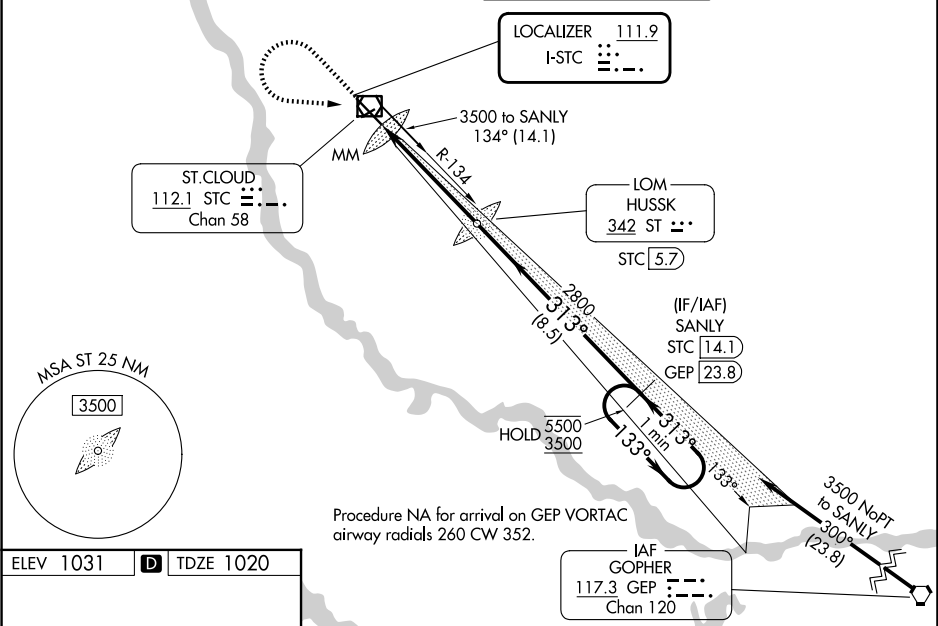 LOCALIZER 111.9
I-STC
3500 to SANLY
134° (14.1)
MM
R-134
ST.CLOUD
112.1 STC
Chan 58
LOM
HUSSK
342 ST
STC 5.7
2800
313°
(8.5)
(IF/IAF)
SANLY
STC 14.1
GEP 23.8
MSA ST 25 NM
3500
HOLD 5500
3500
1 min
313°
133°
133°
3500 NoPT
to SANLY
300°
(23.8)
Procedure NA for arrival on GEP VORTAC
airway radials 260 CW 352.
IAF
GOPHER
117.3 GEP
Chan 120
ELEV 1031 D TDZE 1020